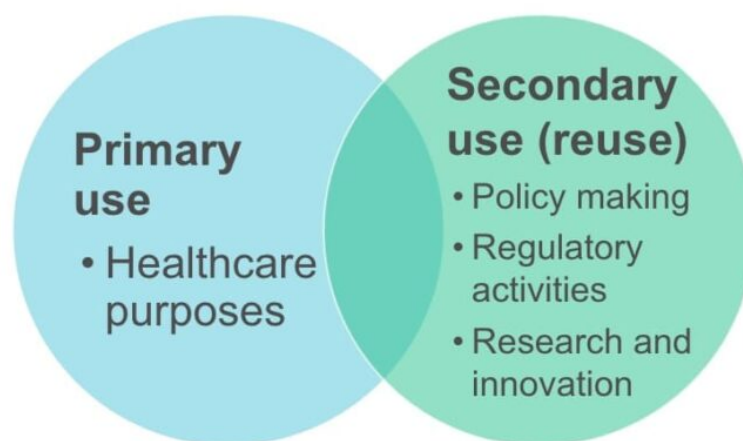 Primary
use
• Healthcare
purposes
Secondary
use (reuse)
• Policy making
• Regulatory
activities
• Research and
innovation